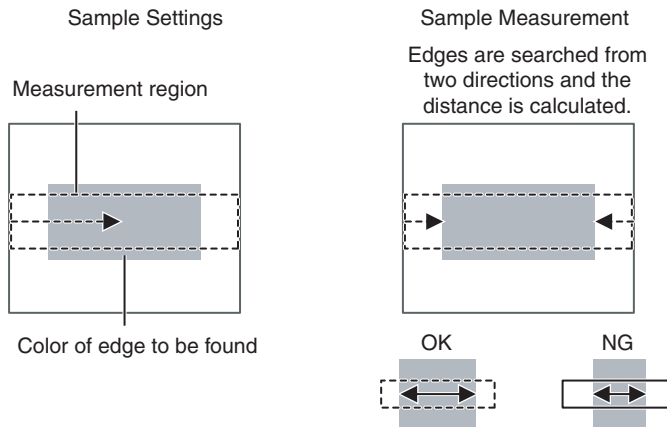 Sample Settings
Measurement region
Color of edge to be found
Sample Measurement
Edges are searched from
two directions and the
distance is calculated.
OK
NG